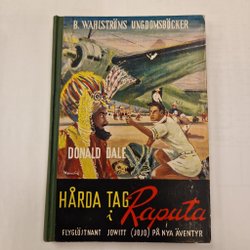 B. WAHLSTRÖMS UNGDOMSBÖCKER
DONALD DALE
HÅRDA TAG
i Raputa
FLYGLÖJTNANT JOWITT (JOJO) PÅ NYA ÄVENTYR